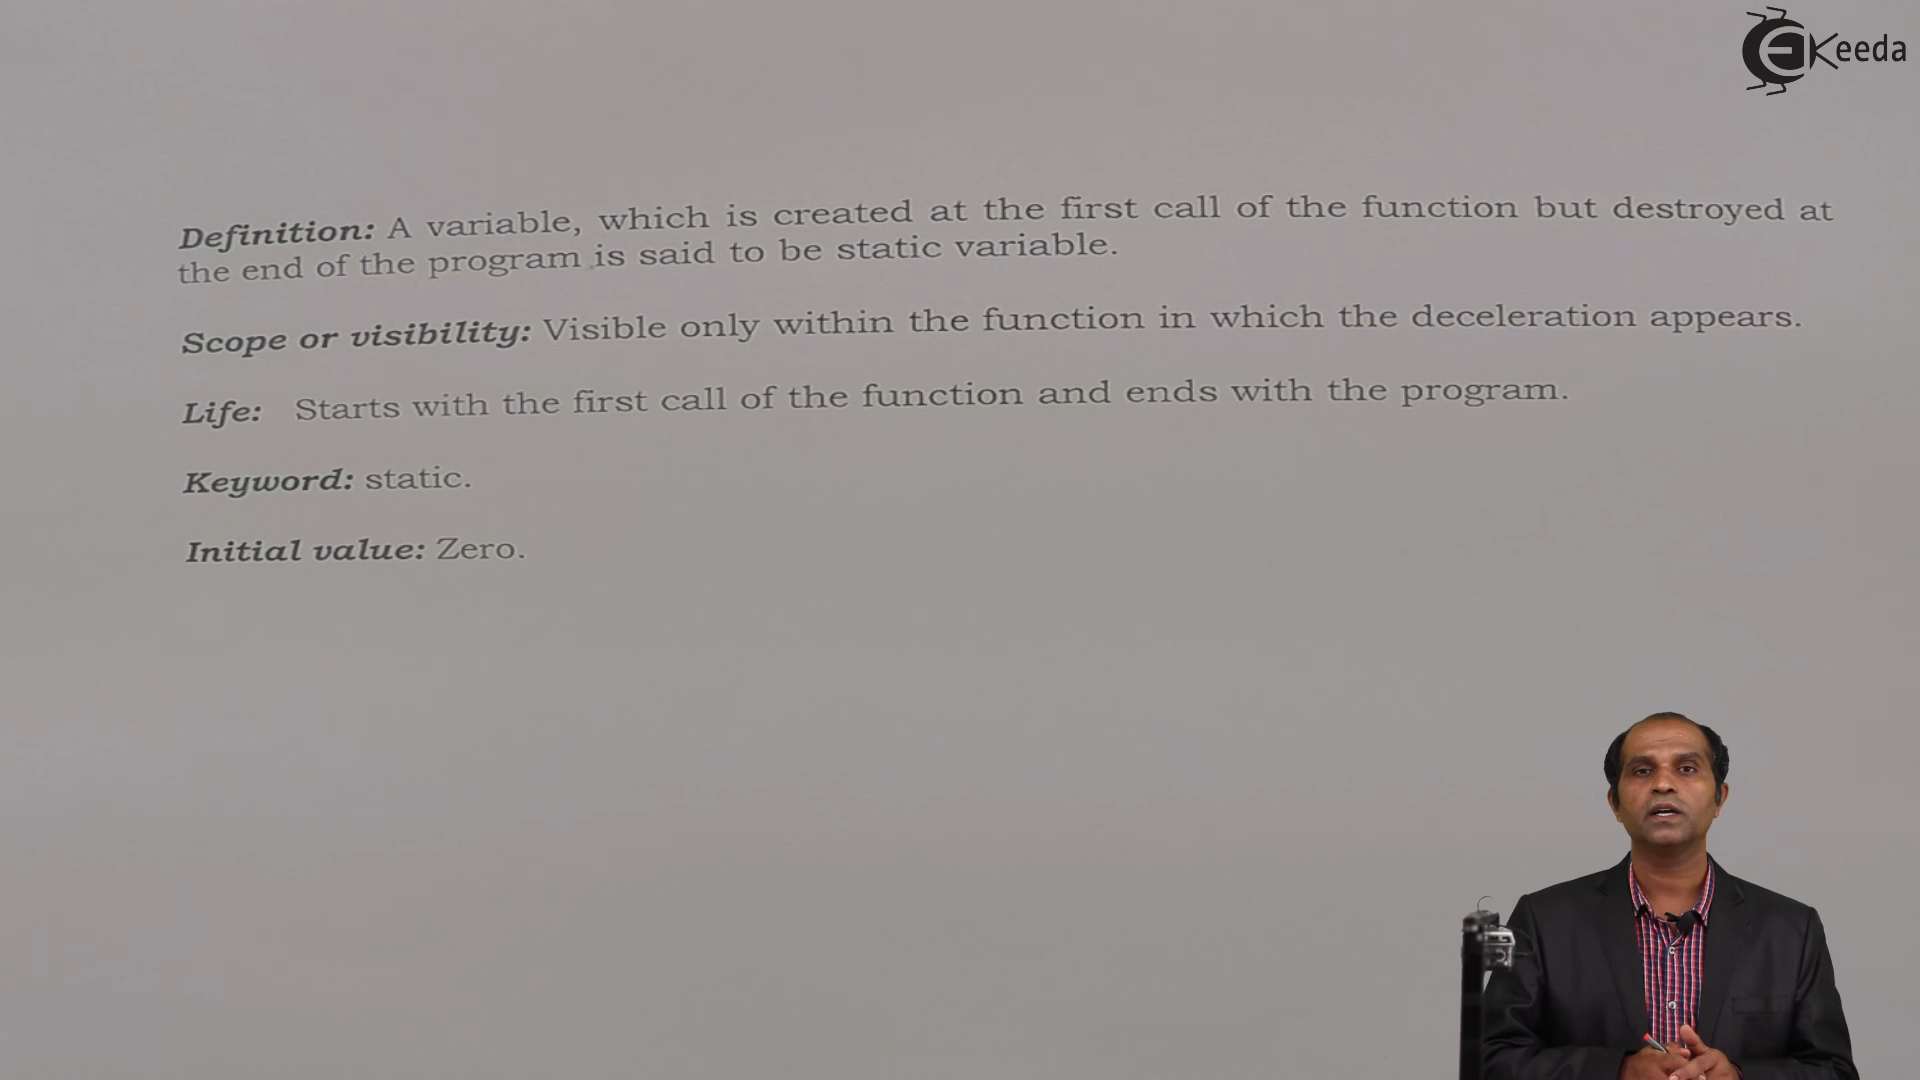 Keeda
Definition: A variable, which is created at the first call of the function but destroyed at
the end of the program is said to be static variable.
Scope or visibility: Visible only within the function in which the deceleration appears.
Life: Starts with the first call of the function and ends with the program.
Keyword: static.
Initial value: Zero.